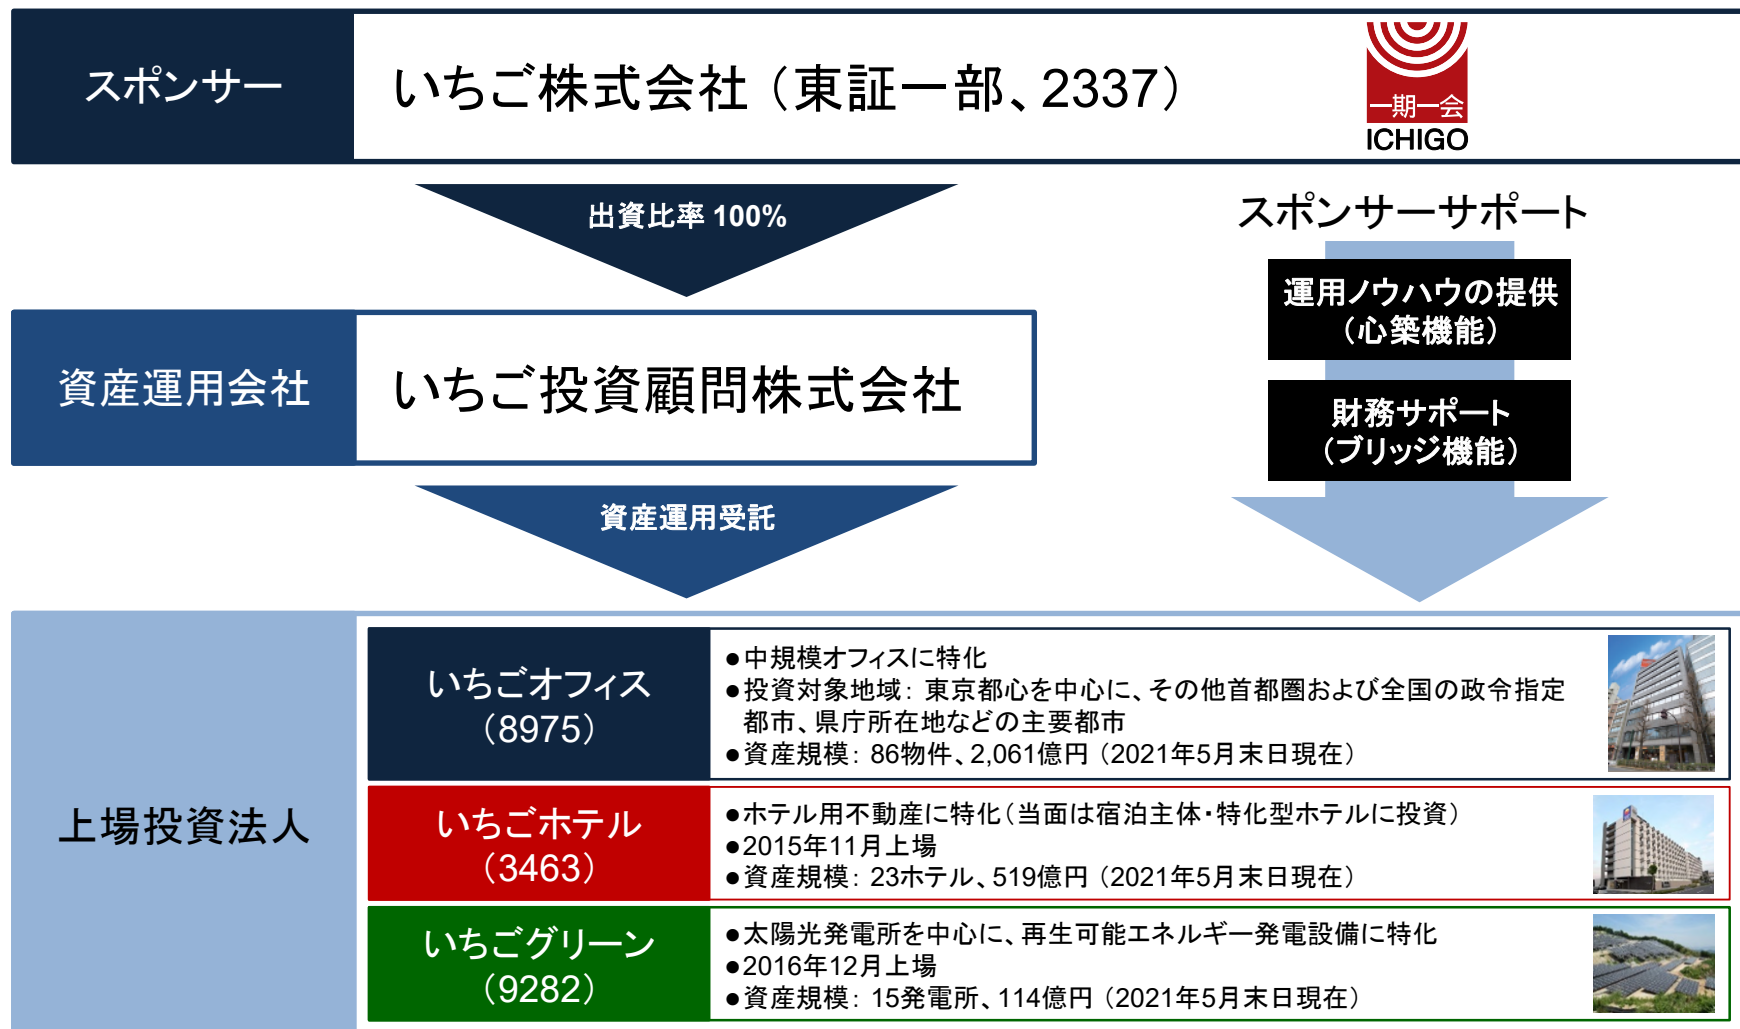 スポンサー
いちご株式会社（東証一部、2337）
一期一会
ICHIGO
出資比率 100%
スポンサーサポート
運用ノウハウの提供
（心築機能）
財務サポート
（ブリッジ機能）
資産運用会社
いちご投資顧問株式会社
資産運用受託
上場投資法人
いちごオフィス
（8975）
●中規模オフィスに特化
●投資対象地域： 東京都心を中心に、その他首都圏および全国の政令指定
都市、県庁所在地などの主要都市
●資産規模： 86物件、2,061億円（2021年5月末日現在）
いちごホテル
（3463）
●ホテル用不動産に特化（当面は宿泊主体・特化型ホテルに投資）
●2015年11月上場
●資産規模： 23ホテル、519億円（2021年5月末日現在）
いちごグリーン
（9282）
●太陽光発電所を中心に、再生可能エネルギー発電設備に特化
●2016年12月上場
●資産規模： 15発電所、114億円（2021年5月末日現在）